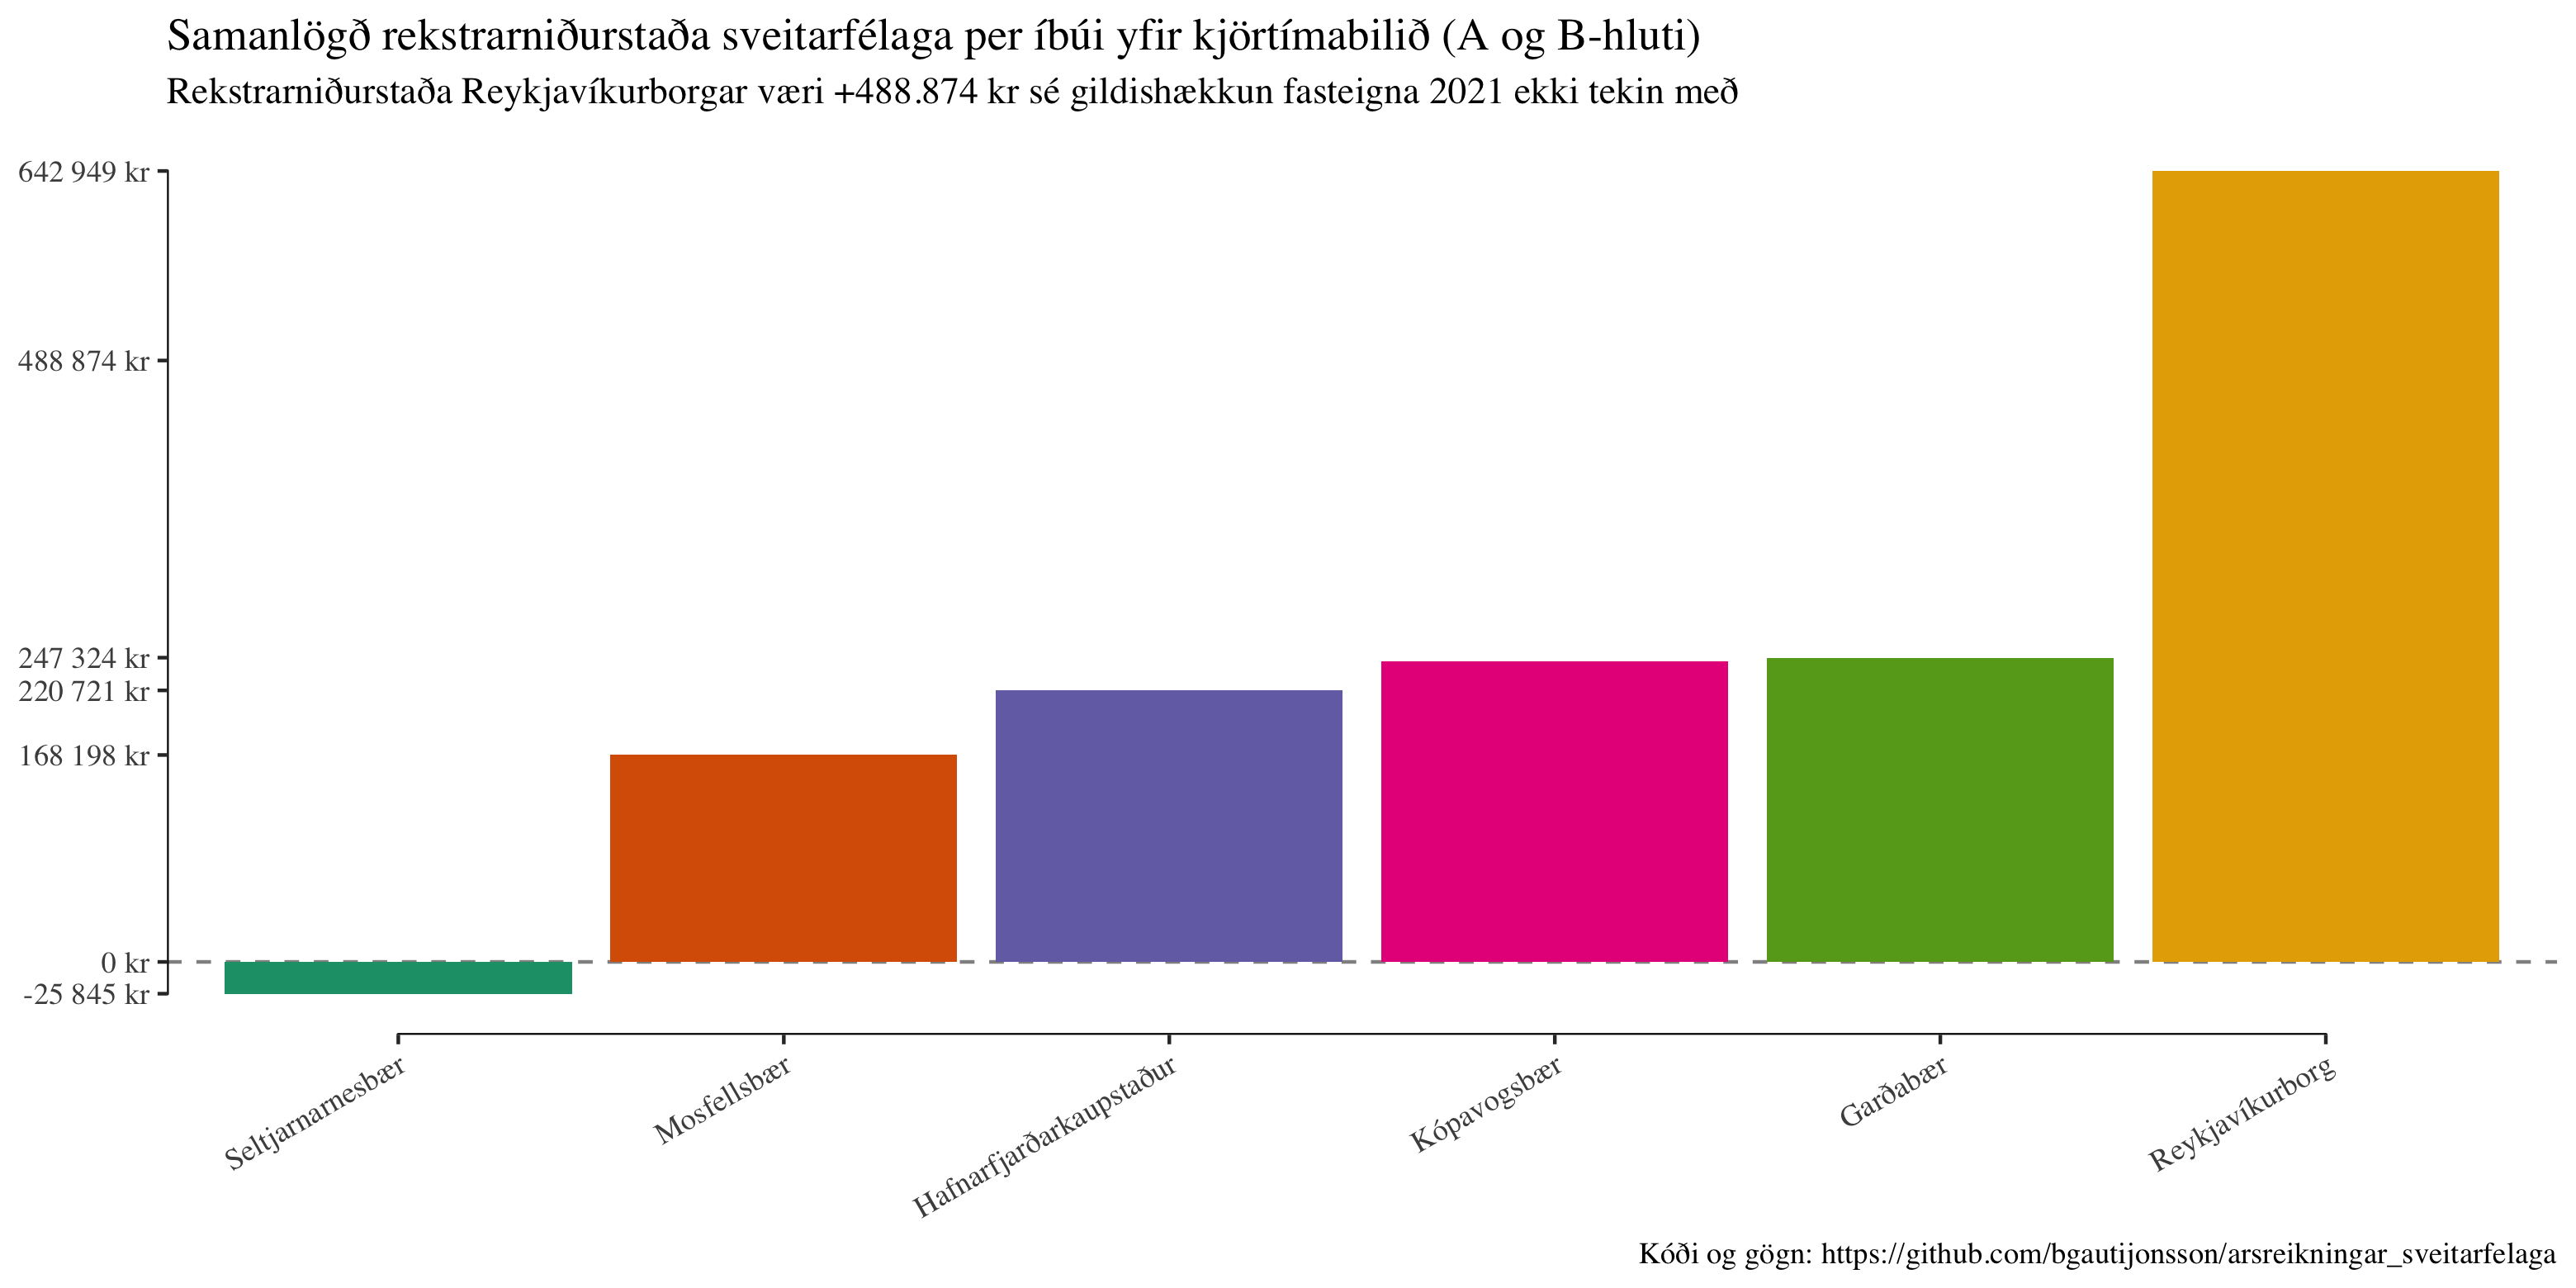 Samanlögð rekstrarniðurstaða sveitarfélaga per íbúi yfir kjörtímabilið (A og B-hluti)
Rekstrarniðurstaða Reykjavíkurborgar væri +488.874 kr sé gildishækkun fasteigna 2021 ekki tekin með
642 949 kr
488 874 kr
247 324 kr
220 721 kr
168 198 kr
0 kr
-25 845 kr
Seltjarnarnesbær
Mosfellsbær
Hafnarfjarðarkaupstaður
Kópavogsbær
Garðabær
Reykjavíkurborg
Kóði og gögn: https://github.com/bgautijonsson/arsreikningar_sveitarfelaga